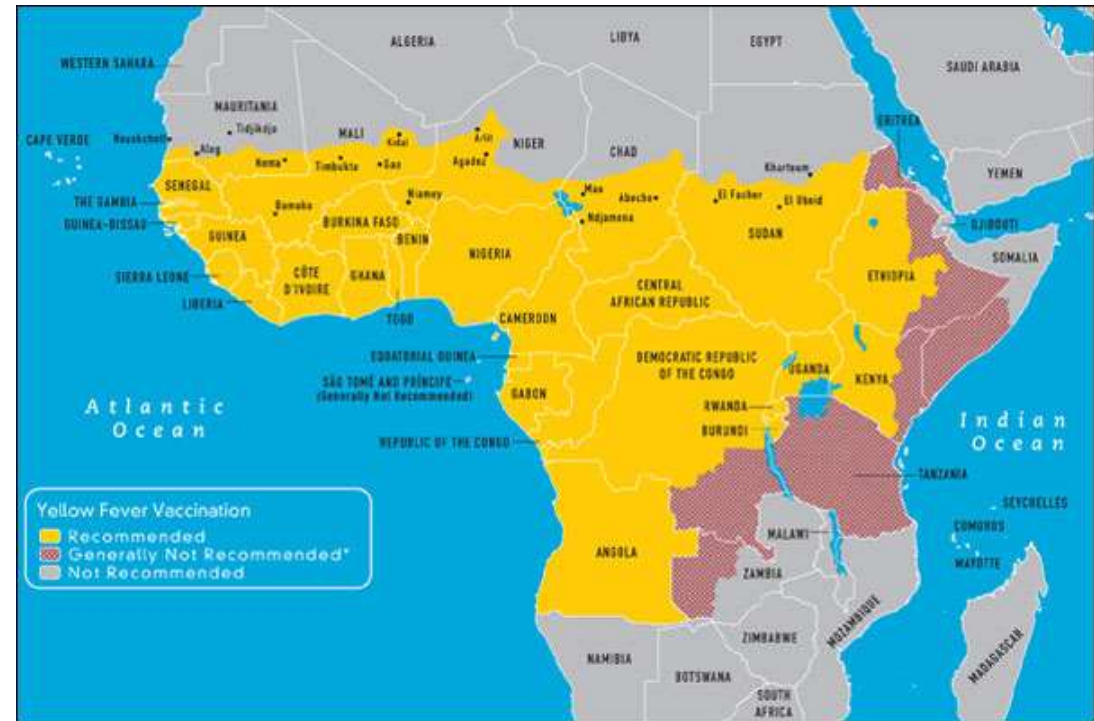 ALGERIA
LIBYA
EGYPT
WESTERN SAHARA
SAUDI ARABIA
MAURITANIA
Tidjikdja
CAPE VERDE
Nouakchott
MALI
Kidal
Arlit
NIGER
CHAD
ERITREA
Aleg
Nema
Timbuktu
Gao
Agadez
Khartoum
YEMEN
SENEGAL
THE GAMBIA
GUINEA-BISSAU
Bamako
Niamey
BURKINA FASO
BENIN
Mao
Abeche
Ndjamena
El Fasher
El Obeid
DJIBOUTI
GUINEA
NIGERIA
SUDAN
SOMALIA
SIERRA LEONE
LIBERIA
CÔTE
D'IVOIRE
GHANA
TOGO
CENTRAL
AFRICAN REPUBLIC
ETHIOPIA
CAMEROON
EQUATORIAL GUINEA
DEMOCRATIC REPUBLIC
OF THE CONGO
UGANDA
KENYA
SÃO TOMÉ AND PRÍNCIPE
(Generally Not Recommended)
GABON
RWANDA
BURUNDI
Atlantic
Ocean
Indian
Ocean
REPUBLIC OF THE CONGO
TANZANIA
SEYCHELLES
COMOROS
MAYOTTE
Yellow Fever Vaccination
Recommended
Generally Not Recommended*
Not Recommended
ANGOLA
MALAWI
ZAMBIA
MOZAMBIQUE
MADAGASCAR
ZIMBABWE
NAMIBIA
BOTSWANA
SOUTH
AFRICA